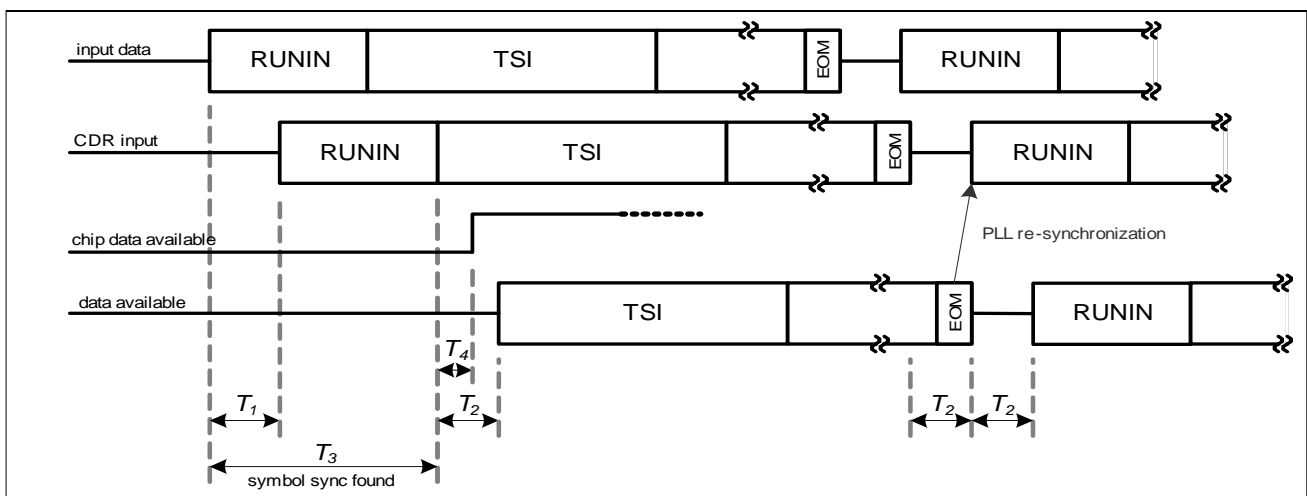 input data
RUNIN
TSI
EOM
RUNIN
CDR input
RUNIN
TSI
EOM
RUNIN
chip data available
PLL re-synchronization
data available
TSI
EOM
RUNIN
T4
T1
T2
T2
T2
T3
symbol sync found